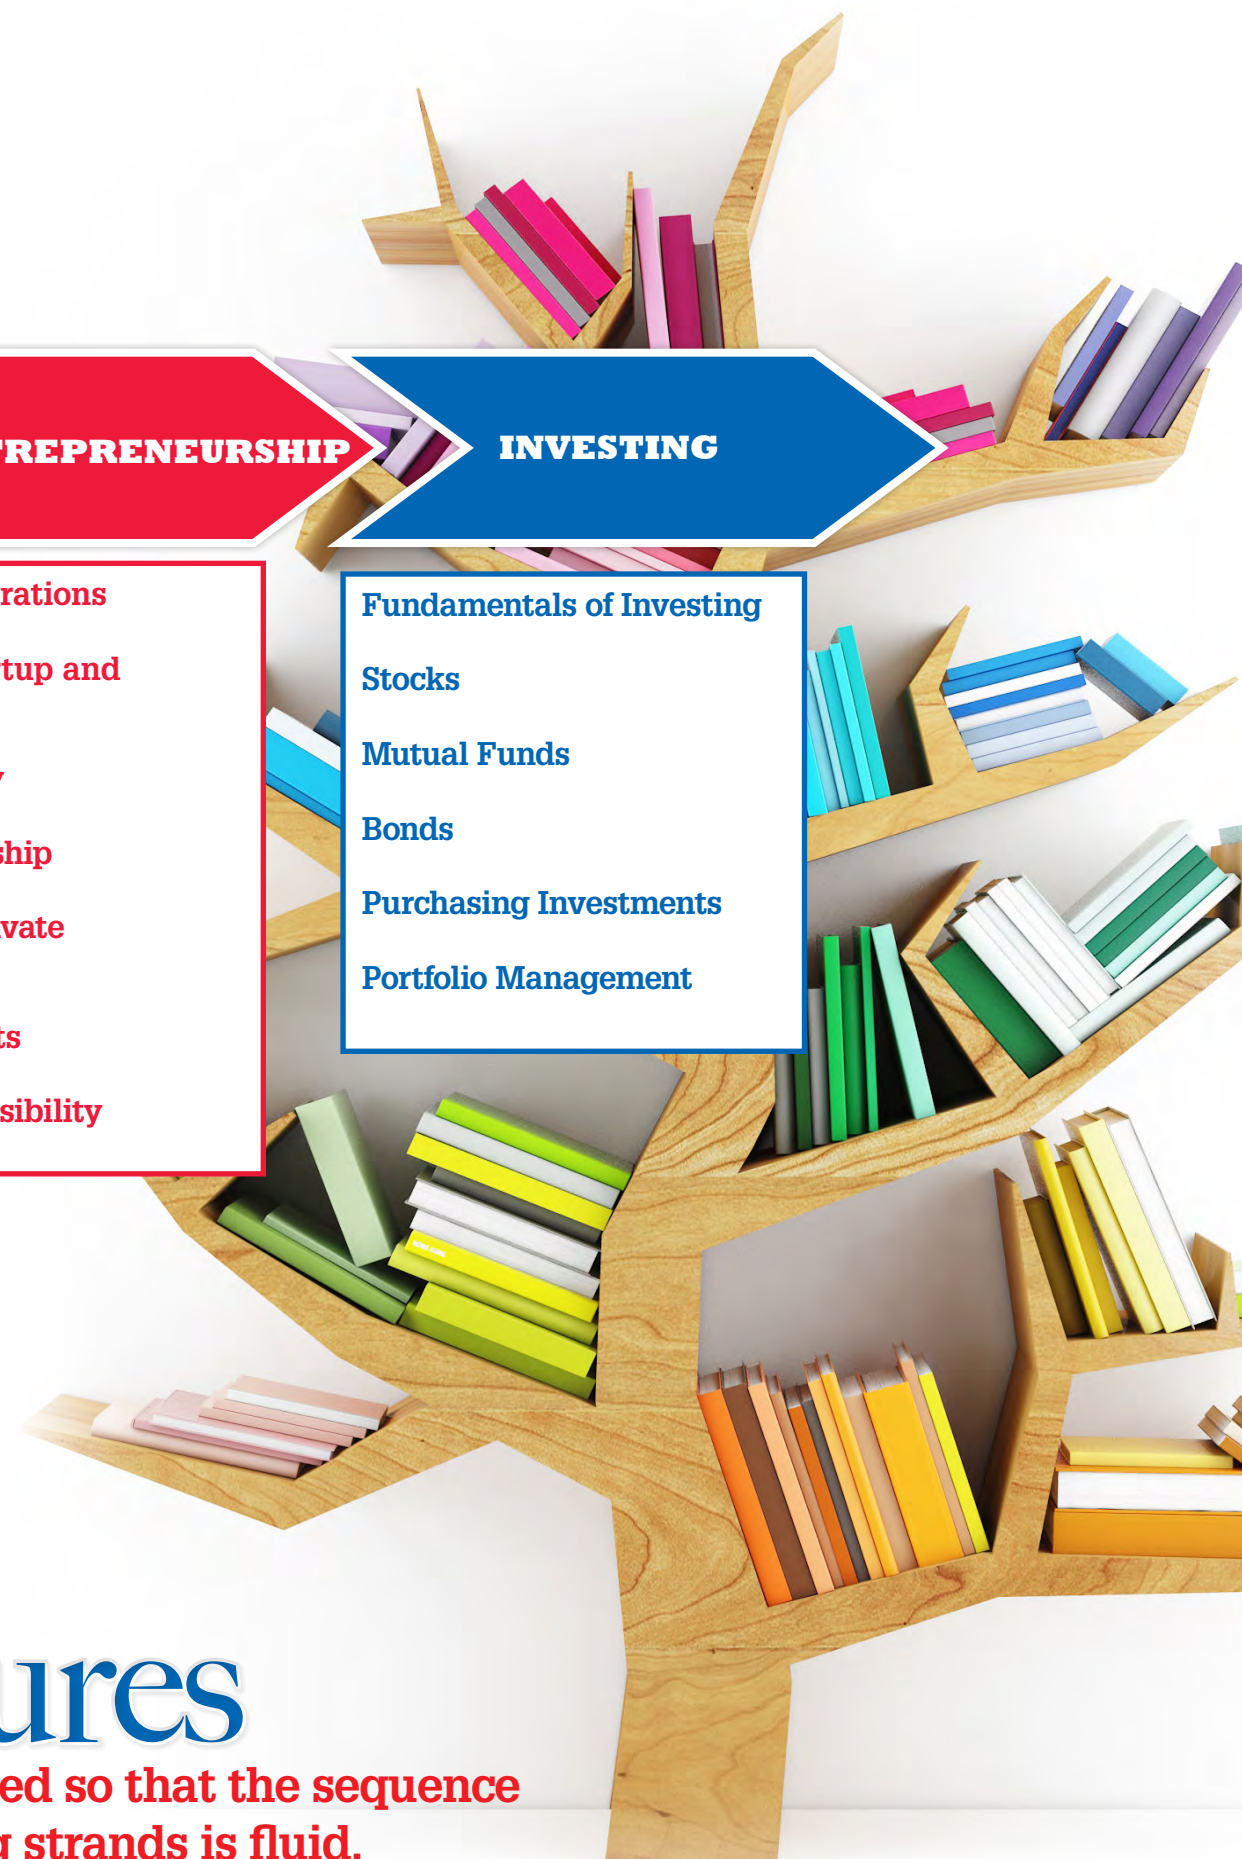 TREPRENEURSHIP
INVESTING
rations
tup and
y
ship
vate
ts
sibility
Fundamentals of Investing
Stocks
Mutual Funds
Bonds
Purchasing Investments
Portfolio Management
ures
ed so that the sequence
g strands is fluid.